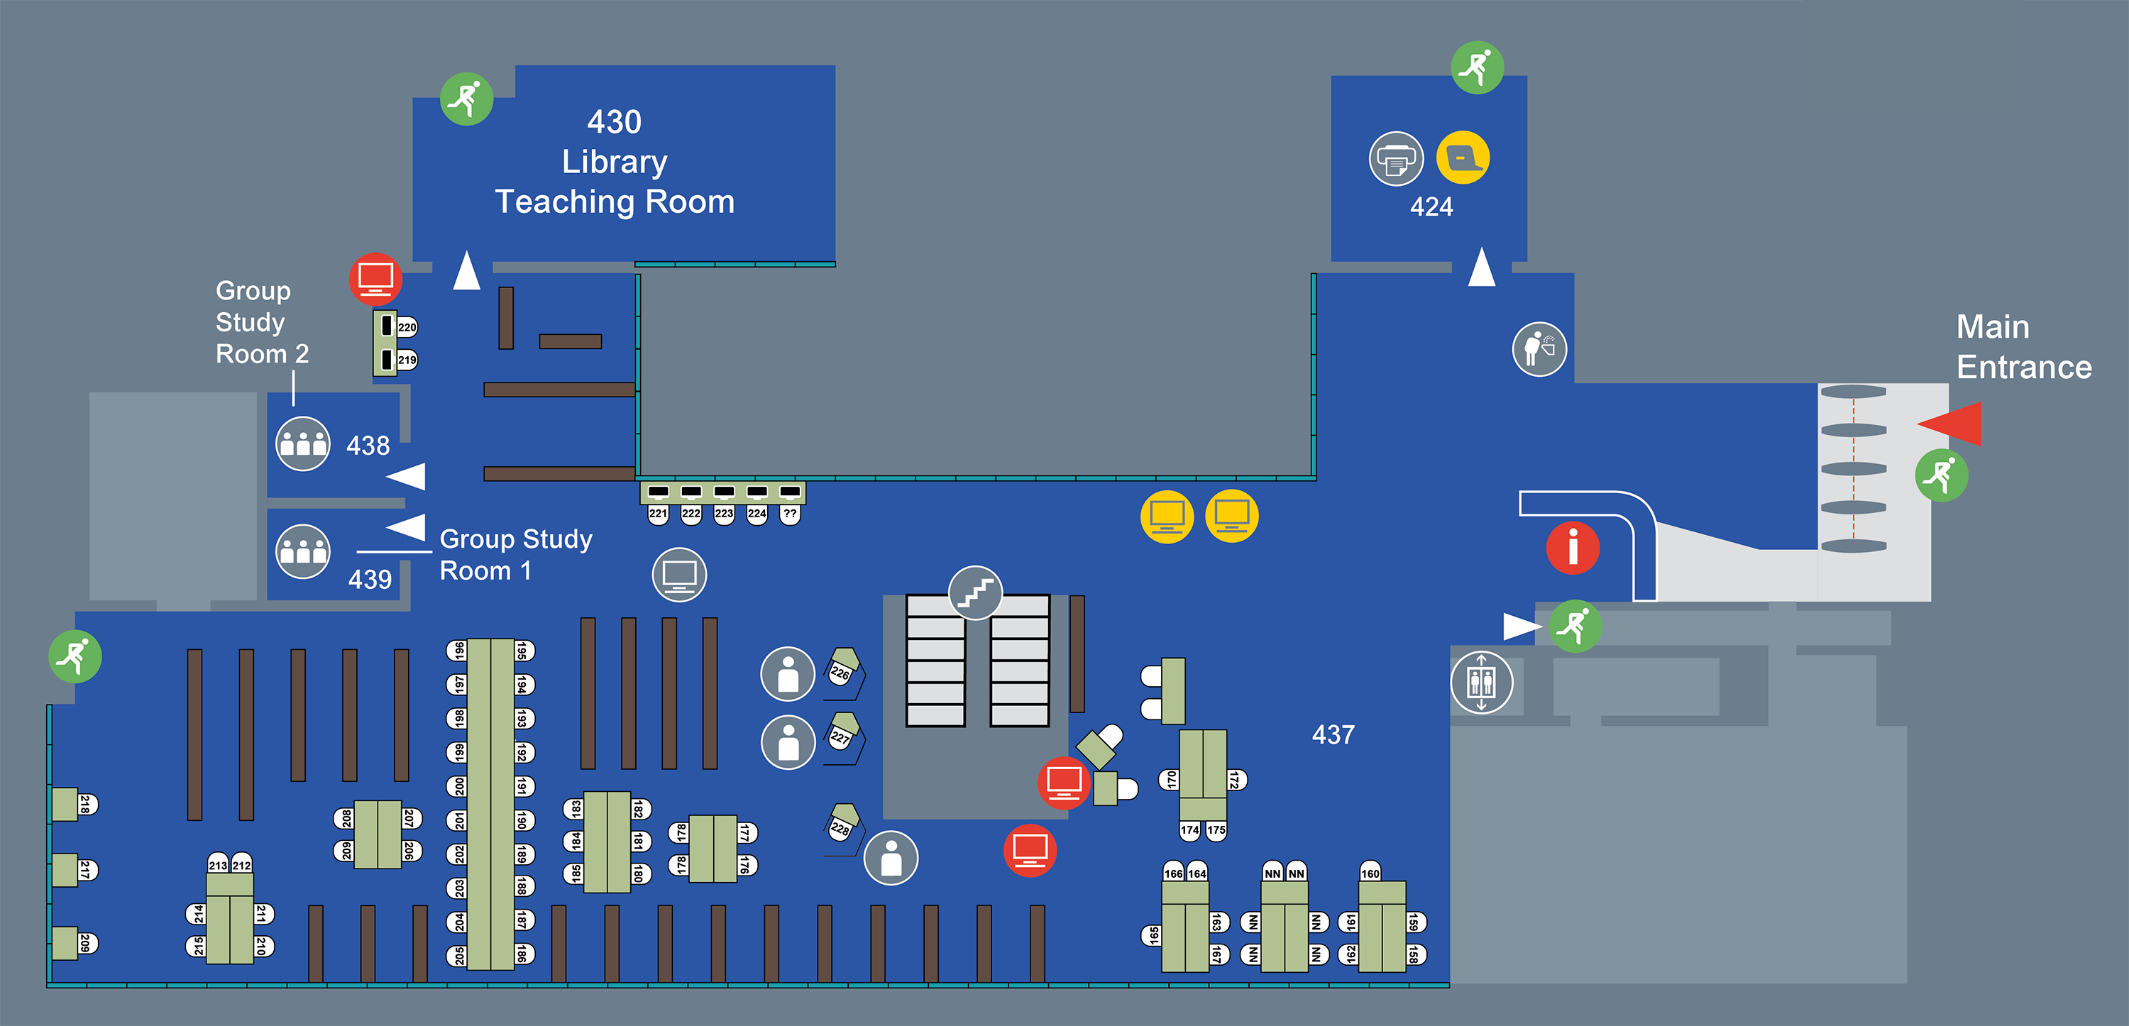 430
Library
Teaching Room
424
Group
Study
Room 2
220
219
Main
Entrance
438
439
Group Study
Room 1
221 222 223 224 ??
i
437
196 195
197 194
198 193
199 192
200 191
201 190
202 189
203 188
204 187
205 186
226
227
228
218
217
209
208 207
209 206
213 212
214 211
215 210
183 182
184 181
185 180
178 177
178 176
170 172
174 175
166 164
165 163
167
NN NN
NN NN
NN NN
160
161 159
162 158